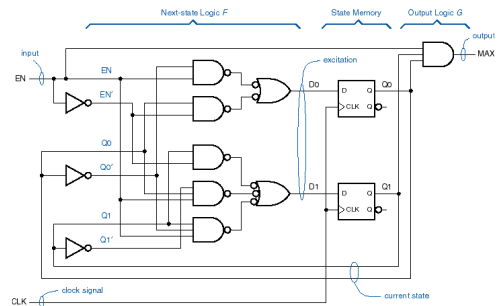 Next-state Logic F
State Memory
Output Logic G
input
output
EN
EN
excitation
MAX
EN′
D0
Q0
D Q
CLK Q
Q0
Q0′
D1
Q1
D Q
CLK Q
Q1
Q1′
clock signal
current state
CLK